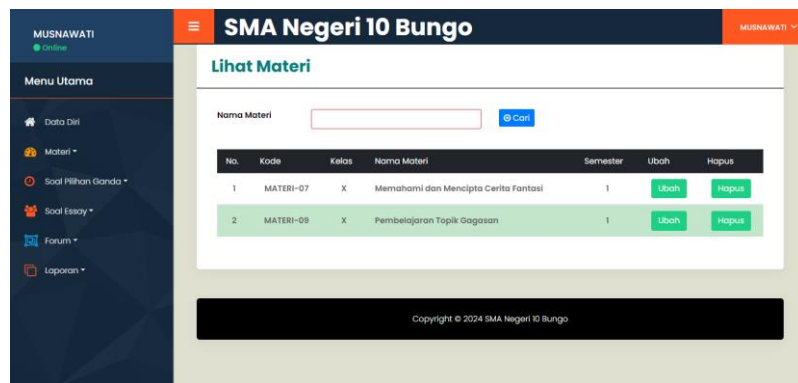 MUSNAWATI
Online
Menu Utama
Data Diri
Materi
Soal Pilihan Ganda
Soal Essay
Forum
Laporan
SMA Negeri 10 Bungo
MUSNAWATI
Lihat Materi
Nama Materi
Cari
No. Kode Kelas Nama Materi Semester Ubah Hapus
1 MATERI-07 X Memahami dan Mencipta Cerita Fantasi 1 Ubah Hapus
2 MATERI-09 X Pembelajaran Topik Gagasan 1 Ubah Hapus
Copyright © 2024 SMA Negeri 10 Bungo